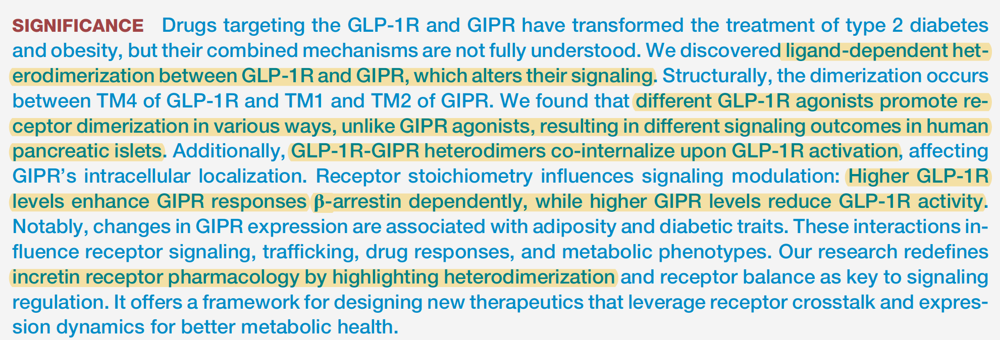 SIGNIFICANCE Drugs targeting the GLP-1R and GIPR have transformed the treatment of type 2 diabetes
and obesity, but their combined mechanisms are not fully understood. We discovered ligand-dependent het-
erodimerization between GLP-1R and GIPR, which alters their signaling. Structurally, the dimerization occurs
between TM4 of GLP-1R and TM1 and TM2 of GIPR. We found that different GLP-1R agonists promote re-
ceptor dimerization in various ways, unlike GIPR agonists, resulting in different signaling outcomes in human
pancreatic islets. Additionally, GLP-1R-GIPR heterodimers co-internalize upon GLP-1R activation, affecting
GIPR’s intracellular localization. Receptor stoichiometry influences signaling modulation: Higher GLP-1R
levels enhance GIPR responses β-arrestin dependently, while higher GIPR levels reduce GLP-1R activity.
Notably, changes in GIPR expression are associated with adiposity and diabetic traits. These interactions in-
fluence receptor signaling, trafficking, drug responses, and metabolic phenotypes. Our research redefines
incretin receptor pharmacology by highlighting heterodimerization and receptor balance as key to signaling
regulation. It offers a framework for designing new therapeutics that leverage receptor crosstalk and expres-
sion dynamics for better metabolic health.